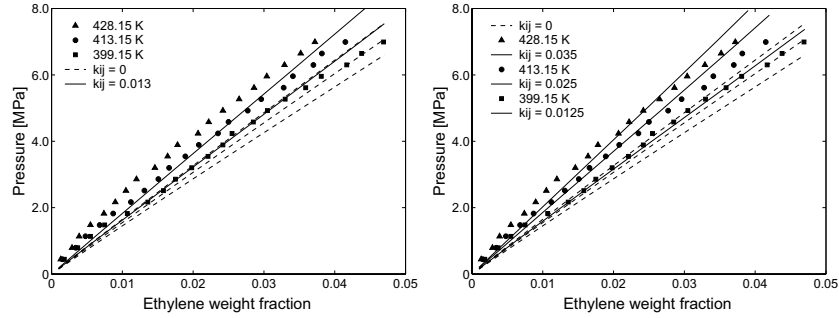 8.0
6.0
4.0
2.0
0
Pressure [MPa]
428.15 K
413.15 K
399.15 K
kij = 0
kij = 0.013
0 0.01 0.02 0.03 0.04 0.05
Ethylene weight fraction
8.0
6.0
4.0
2.0
0
Pressure [MPa]
kij = 0
428.15 K
kij = 0.035
413.15 K
kij = 0.025
399.15 K
kij = 0.0125
0 0.01 0.02 0.03 0.04 0.05
Ethylene weight fraction